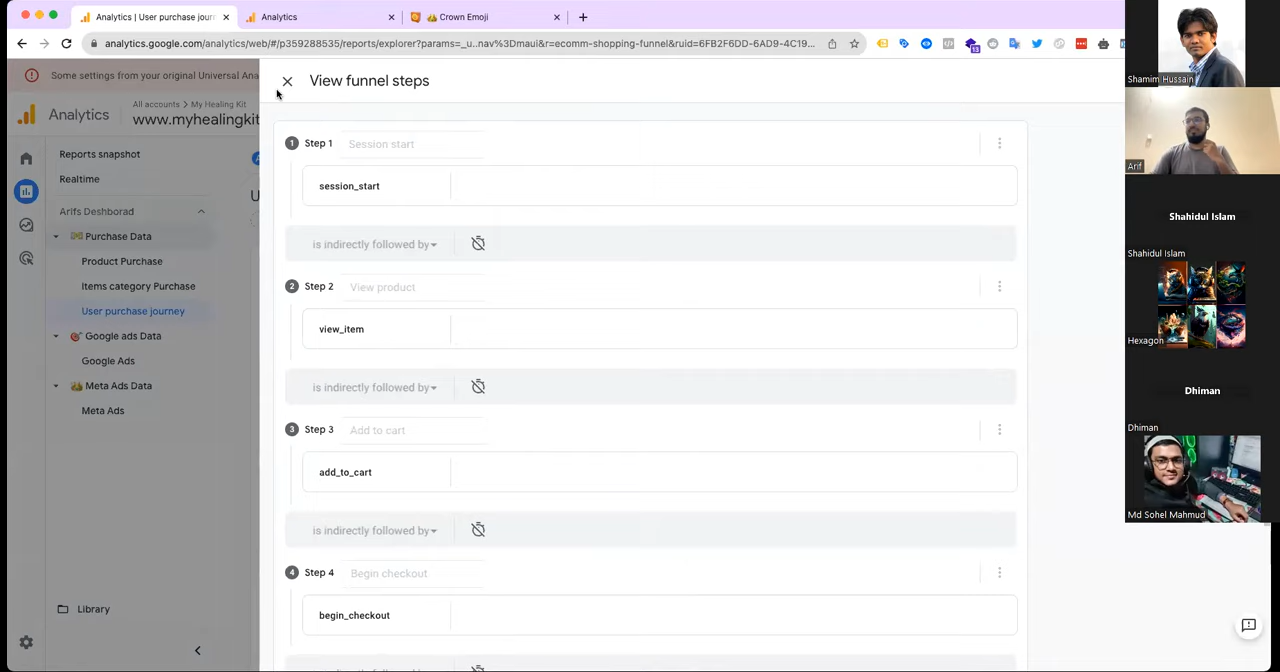 Analytics | User purchase jour
Analytics
Crown Emoji
analytics.google.com/analytics/web/#/p359288535/reports/explorer?params=_u..nav%3Dmaui&r=ecomm-shopping-funnel&ruid=6FB2F6DD-6AD9-4C19...
13
Some settings from your original Universal Ana
Analytics
All accounts > My Healing Kit
www.myhealingkit
Reports snapshot
Realtime
Arifs Deshborad
Purchase Data
Product Purchase
Items category Purchase
User purchase journey
Google ads Data
Google Ads
Meta Ads Data
Meta Ads
Library
View funnel steps
1 Step 1 Session start
session_start
is indirectly followed by
2 Step 2 View product
view_item
is indirectly followed by
3 Step 3 Add to cart
add_to_cart
is indirectly followed by
4 Step 4 Begin checkout
begin_checkout
Shamim Hussain
Arif
Shahidul Islam
Shahidul Islam
Hexagon
Dhiman
Dhiman
Md Sohel Mahmud